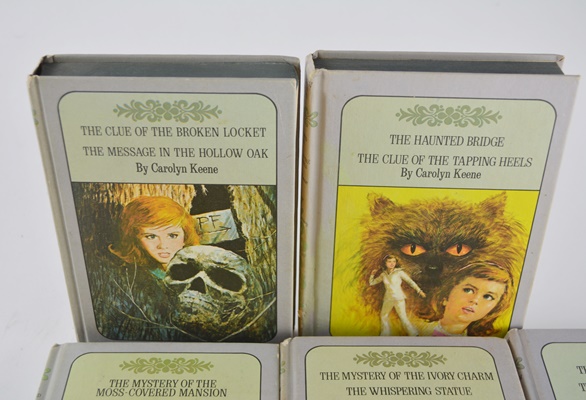 THE CLUE OF THE BROKEN LOCKET
THE MESSAGE IN THE HOLLOW OAK
By Carolyn Keene
PE
THE HAUNTED BRIDGE
THE CLUE OF THE TAPPING HEELS
By Carolyn Keene
THE MYSTERY OF THE
MOSS-COVERED MANSION
THE MYSTERY OF THE IVORY CHARM
THE WHISPERING STATUE